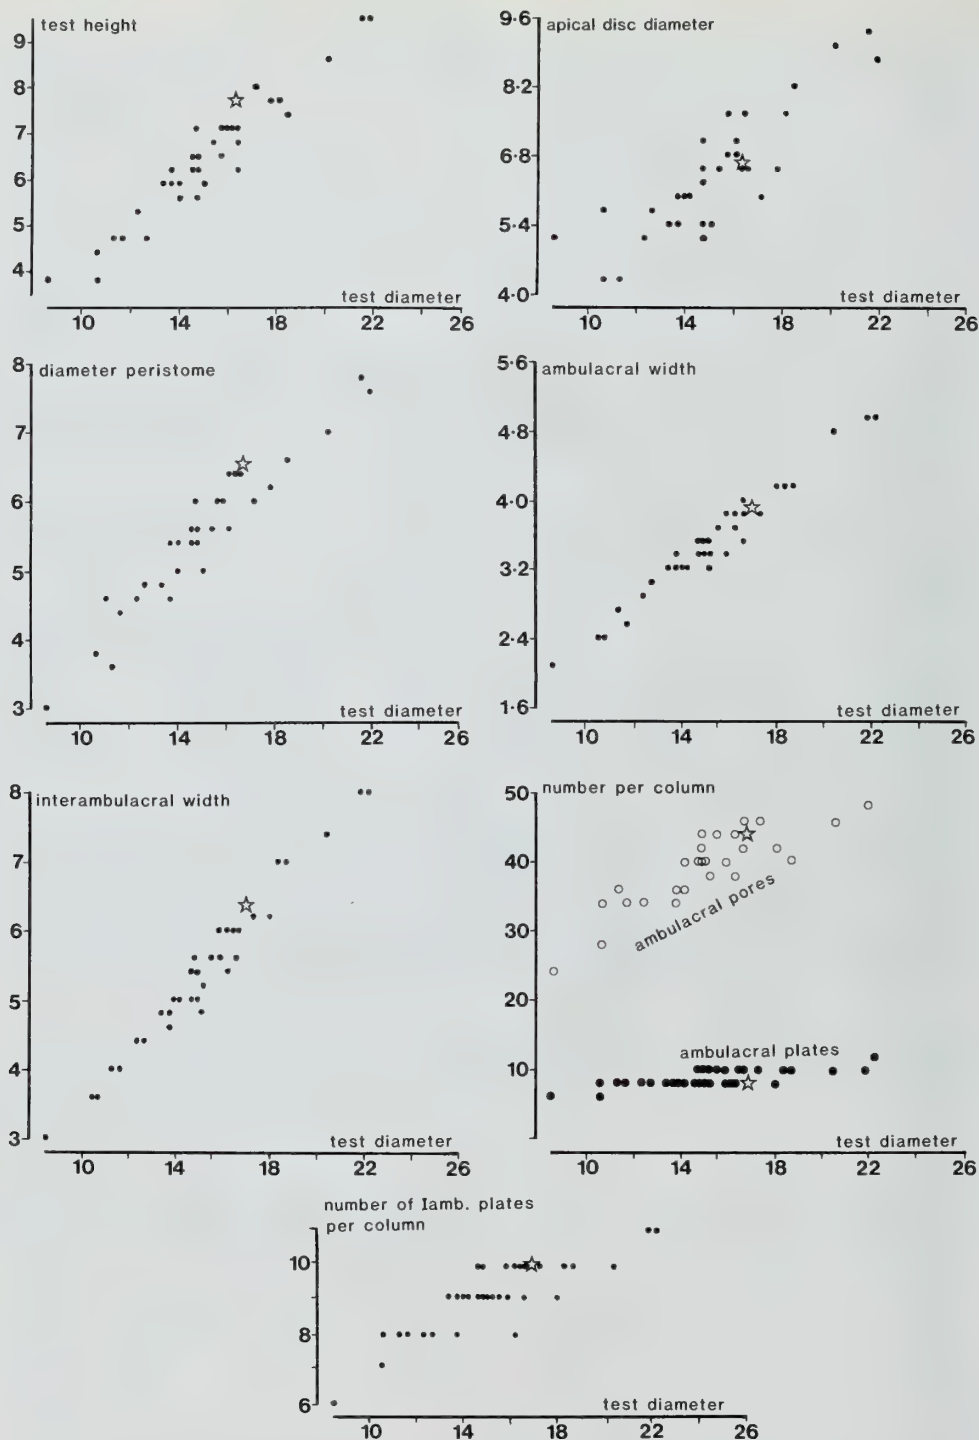 test height
9
8
7
6
5
4
test diameter
10 14 18 22 26
9·6
apical disc diameter
8·2
6·8
5·4
4·0
test diameter
10 14 18 22 26
8
diameter peristome
7
6
5
4
3
test diameter
10 14 18 22 26
5·6
ambulacral width
4·8
4·0
3·2
2·4
1·6
test diameter
10 14 18 22 26
8
interambulacral width
7
6
5
4
3
test diameter
10 14 18 22 26
50
number per column
40
ambulacral pores
30
20
ambulacral plates
10
test diameter
10 14 18 22 26
number of Iamb. plates
per column
10
8
6
test diameter
10 14 18 22 26